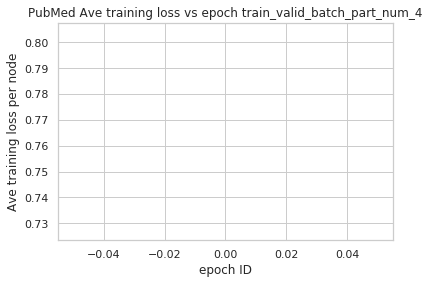 PubMed Ave training loss vs epoch train_valid_batch_part_num_4
0.80
0.79
0.78
0.77
0.76
0.75
0.74
0.73
Ave training loss per node
−0.04 −0.02 0.00 0.02 0.04
epoch ID